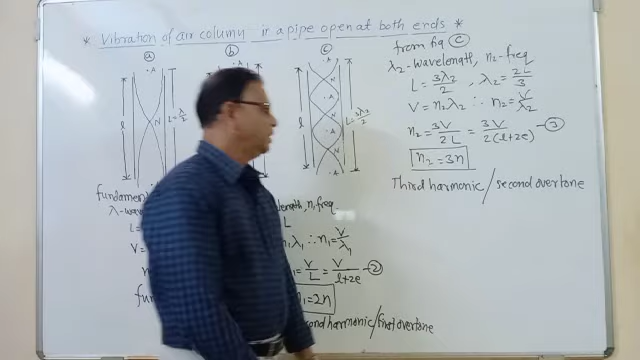 * Vibration of air column in a pipe open at both ends *
a
b
c
A
N
A
l
L = λ/2
A
A
N
A
N
A
N
A
l
L = 3λ2/2
fundament
λ-wave
L =
V =
n
fun
length, n1 freq.
L
n1λ1 ∴ n1 = V/λ1
= V/L = V/(l+2e) — 2
n1 = 2n
second harmonic / first overtone
from fig c
λ2-wavelength, n2-freq
L = 3λ2/2 , λ2 = 2L/3
V = n2λ2 ∴ n2 = V/λ2
n2 = 3V/2L = 3V/2(l+2e) — 3
n2 = 3n
Third harmonic / second overtone